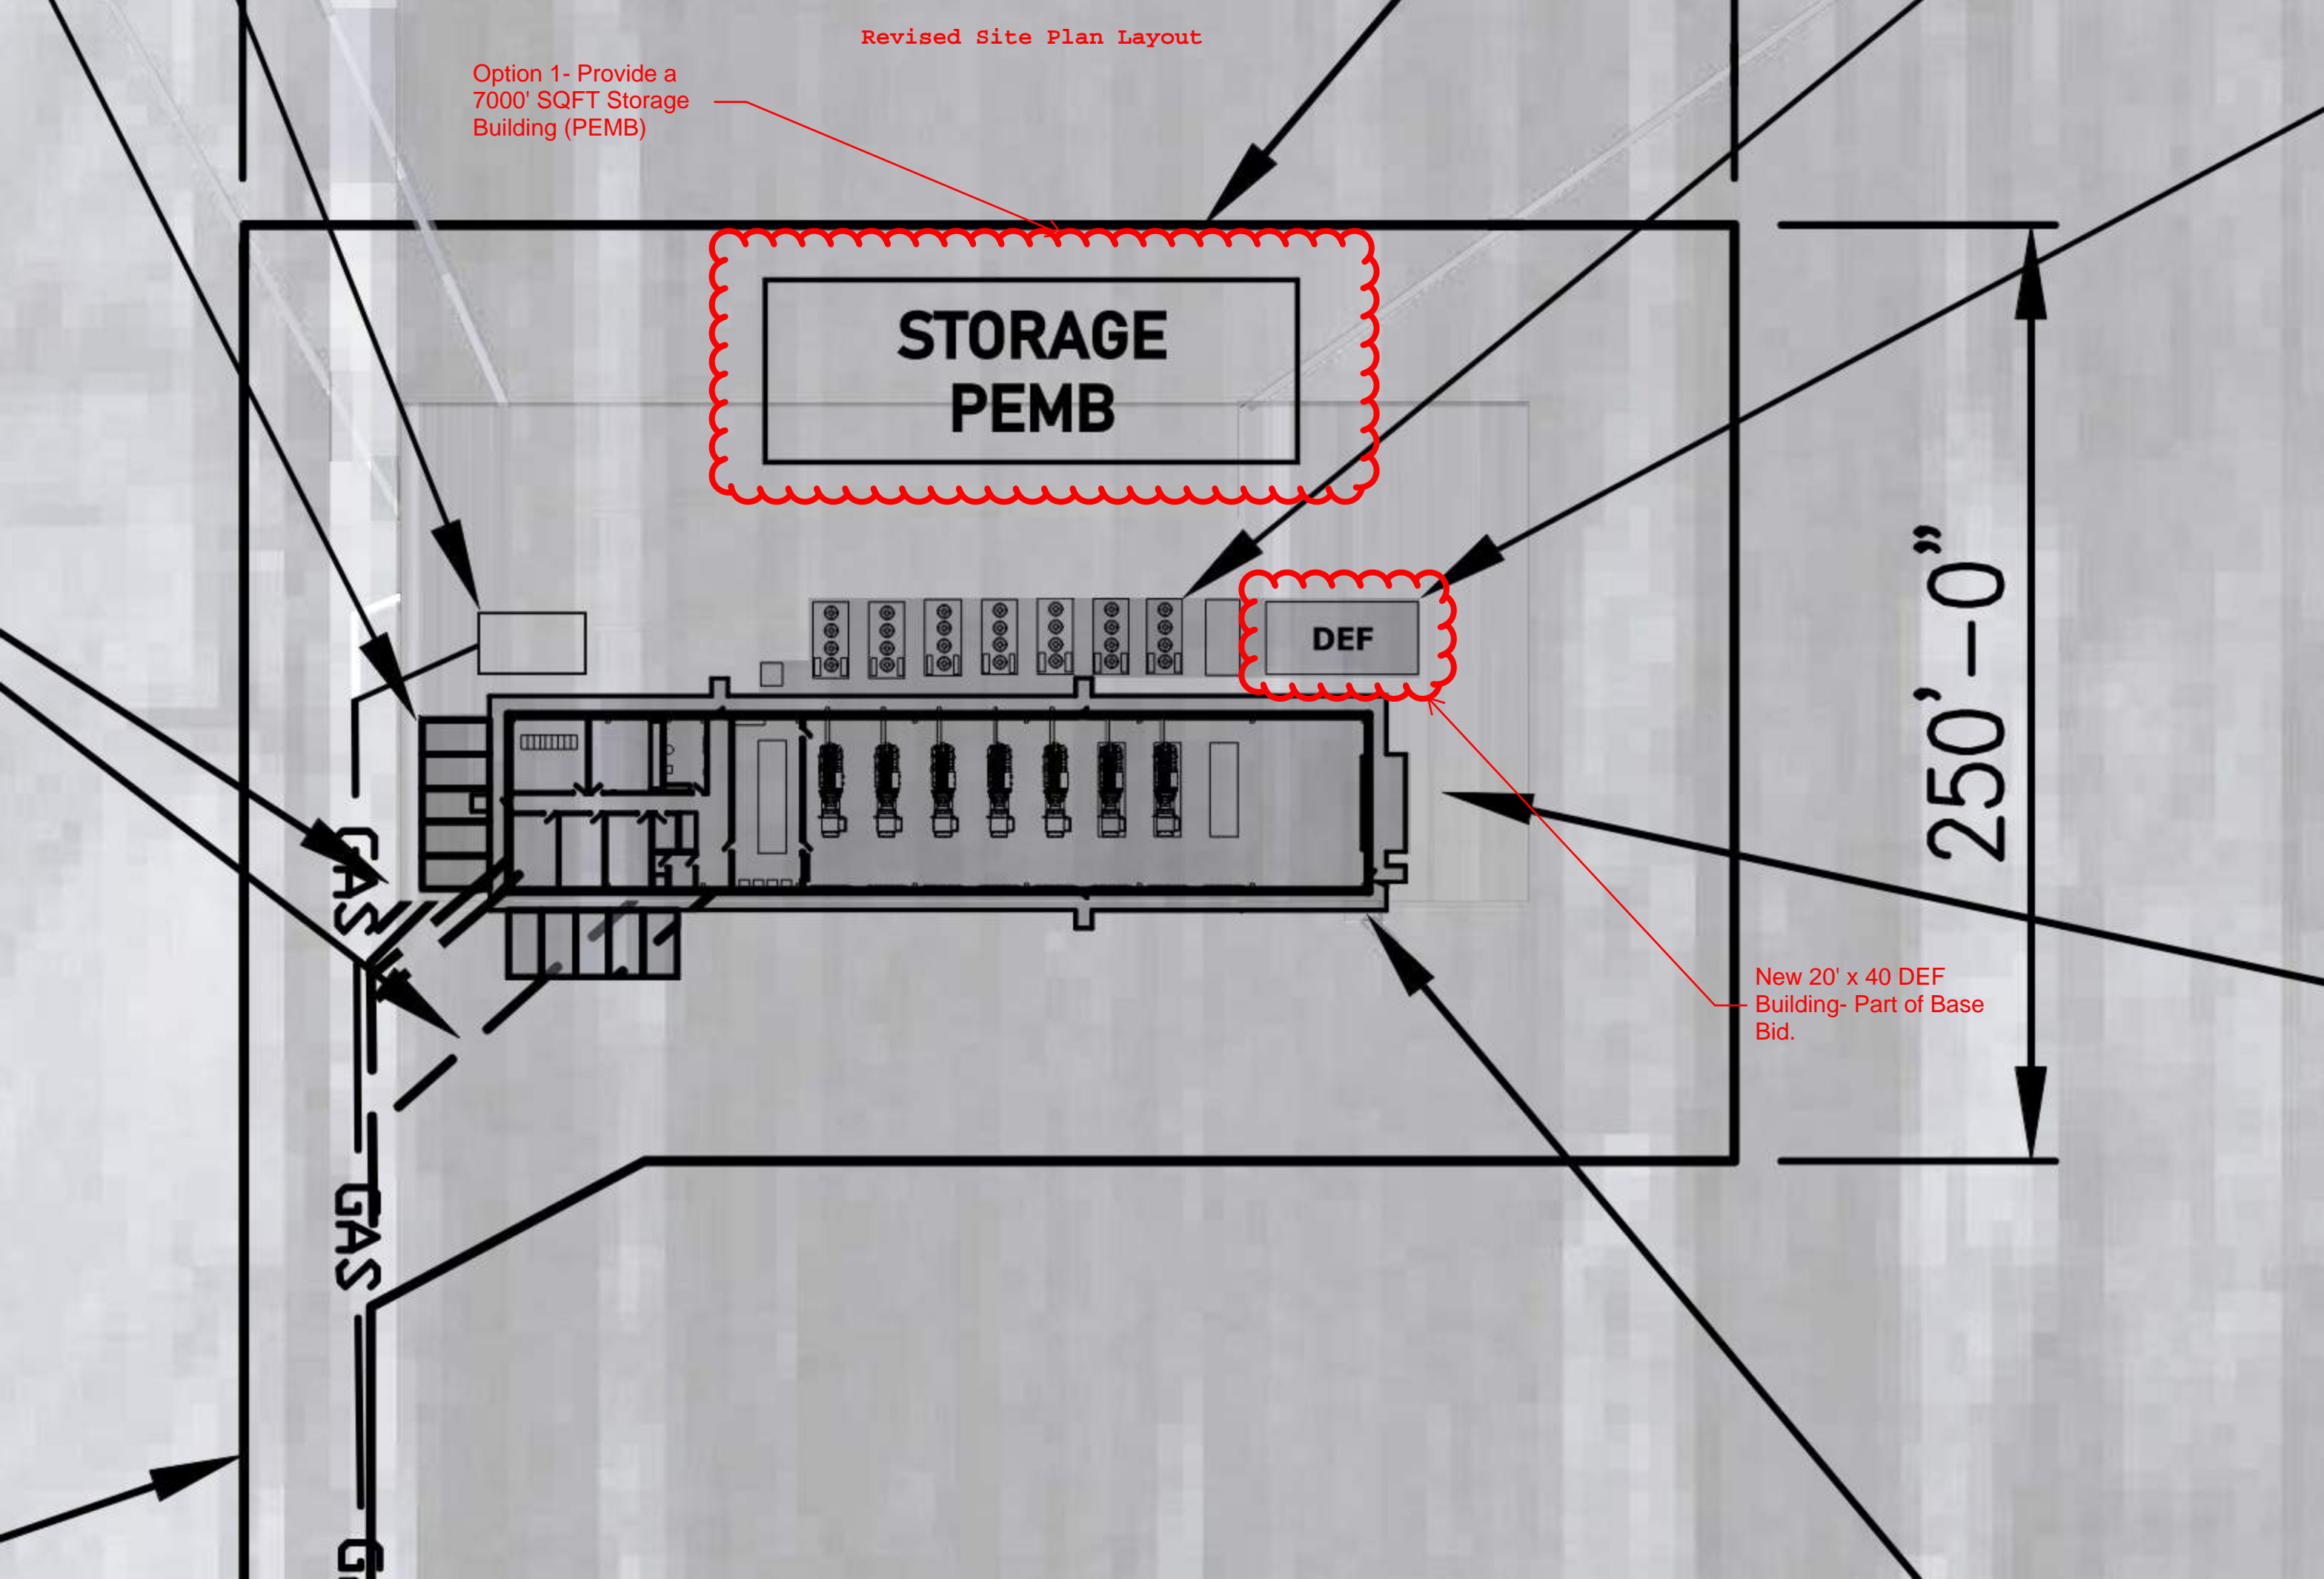 Revised Site Plan Layout
Option 1- Provide a
7000' SQFT Storage
Building (PEMB)
STORAGE
PEMB
DEF
250'-0"
New 20' x 40 DEF
Building- Part of Base
Bid.
GAS
GAS